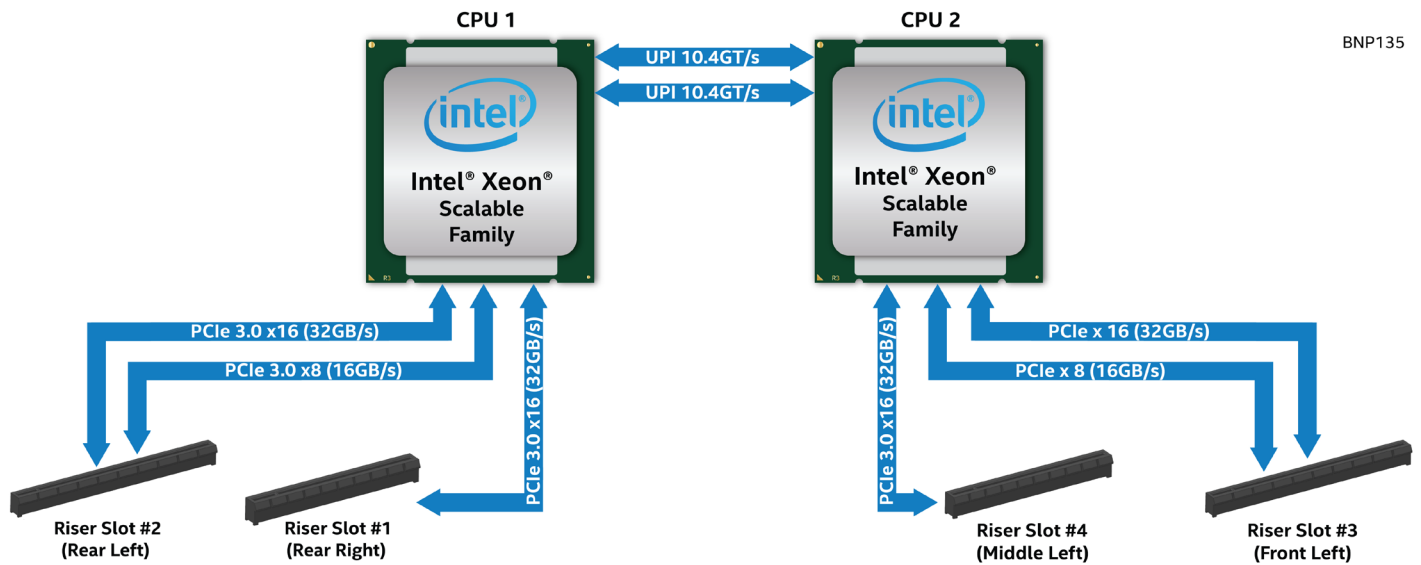 CPU 1
CPU 2
BNP135
UPI 10.4GT/s
UPI 10.4GT/s
intel®
Intel® Xeon®
Scalable
Family
R3
intel®
Intel® Xeon®
Scalable
Family
R3
PCIe 3.0 x16 (32GB/s)
PCIe 3.0 x8 (16GB/s)
PCIe 3.0 x16 (32GB/s)
PCIe 3.0 x16 (32GB/s)
PCIe x 16 (32GB/s)
PCIe x 8 (16GB/s)
Riser Slot #2
(Rear Left)
Riser Slot #1
(Rear Right)
Riser Slot #4
(Middle Left)
Riser Slot #3
(Front Left)